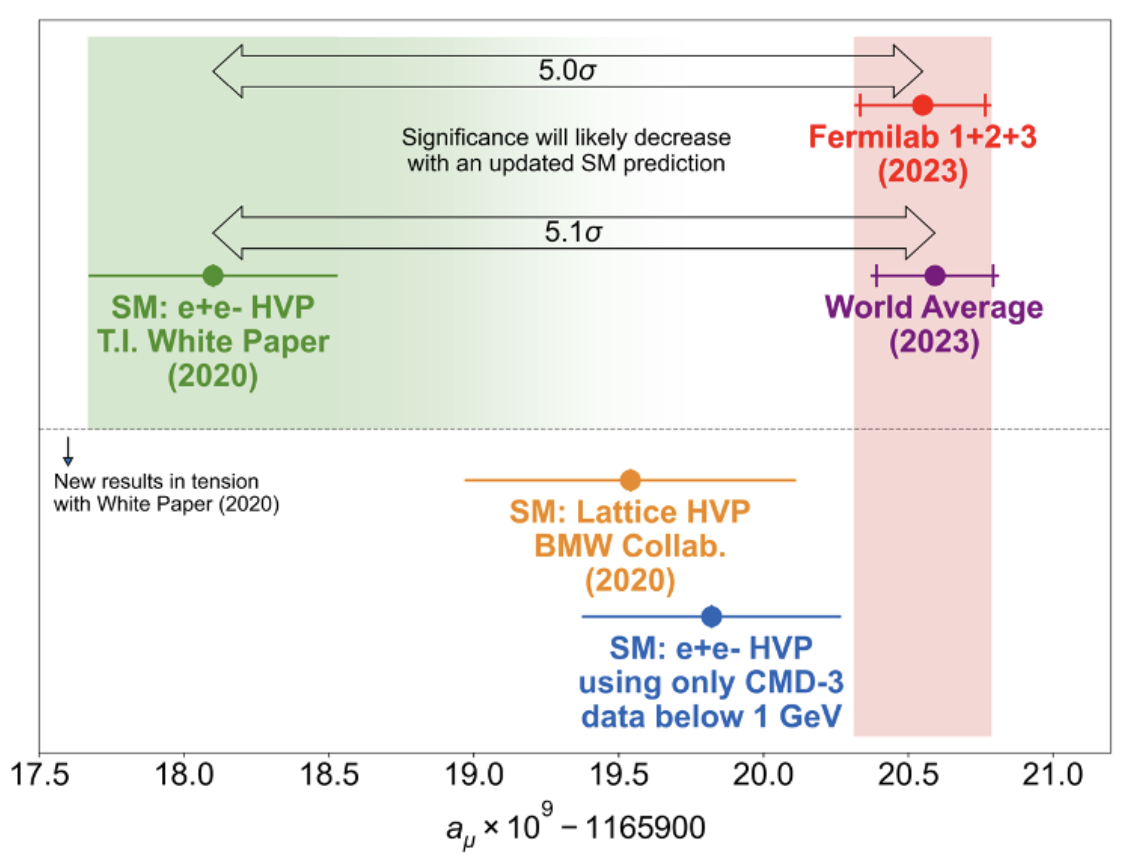 5.0σ
Significance will likely decrease
with an updated SM prediction
Fermilab 1+2+3
(2023)
5.1σ
SM: e+e- HVP
T.I. White Paper
(2020)
World Average
(2023)
New results in tension
with White Paper (2020)
SM: Lattice HVP
BMW Collab.
(2020)
SM: e+e- HVP
using only CMD-3
data below 1 GeV
17.5 18.0 18.5 19.0 19.5 20.0 20.5 21.0
aμ × 10⁹ − 1165900